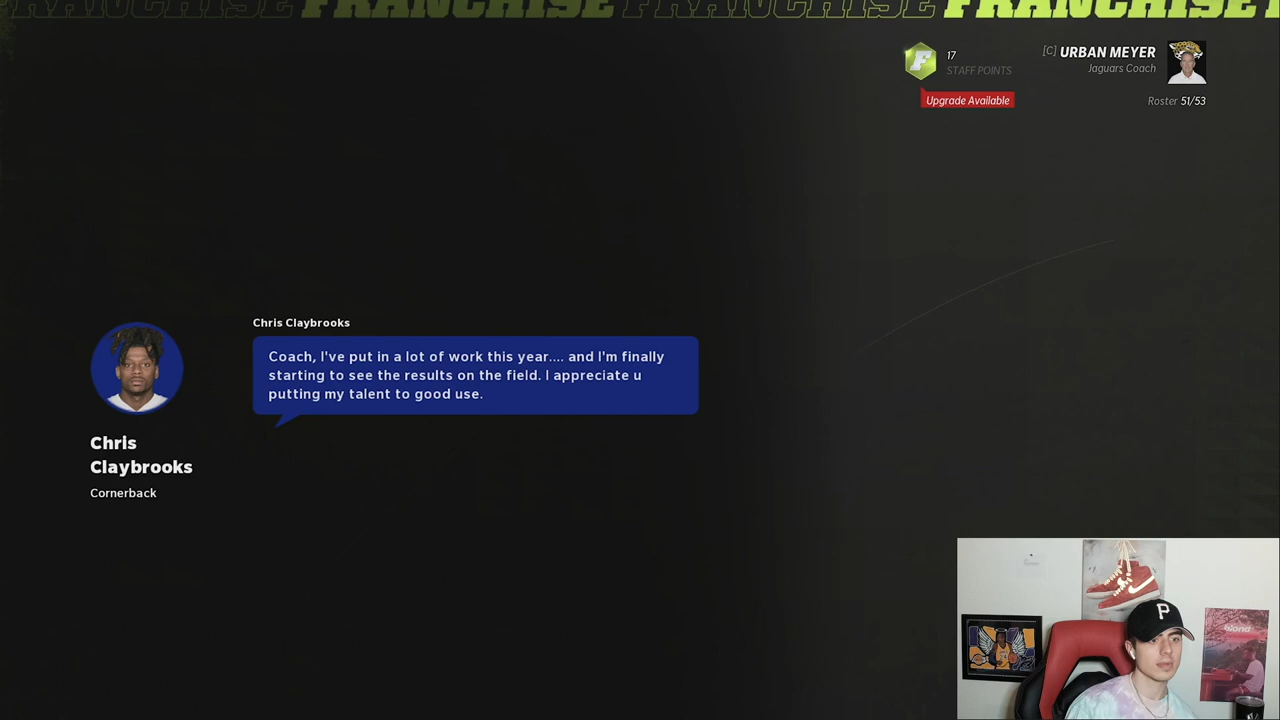 FRANCHISE FRANCHISE FRANCHISE FRANCHISE
17
STAFF POINTS
Upgrade Available
[C] URBAN MEYER
Jaguars Coach
Roster 51/53
Chris Claybrooks
Coach, I've put in a lot of work this year.... and I'm finally
starting to see the results on the field. I appreciate u
putting my talent to good use.
Chris
Claybrooks
Cornerback
P
blond